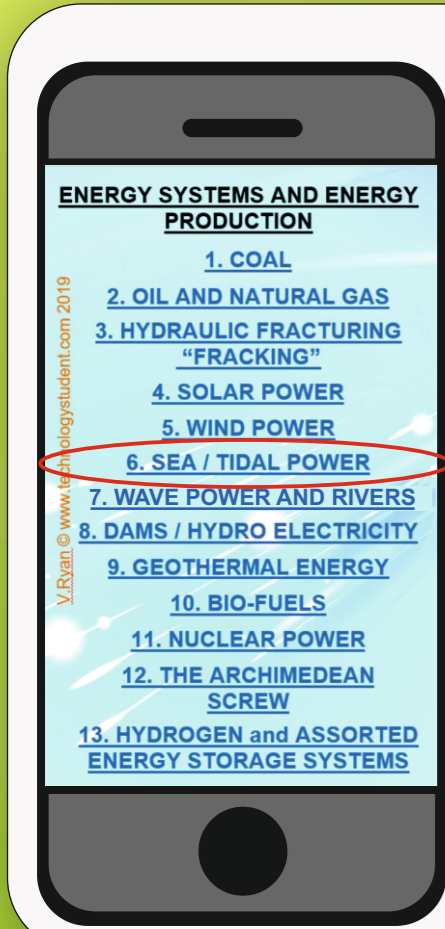 ENERGY SYSTEMS AND ENERGY
PRODUCTION
1. COAL
2. OIL AND NATURAL GAS
3. HYDRAULIC FRACTURING
“FRACKING”
4. SOLAR POWER
5. WIND POWER
6. SEA / TIDAL POWER
7. WAVE POWER AND RIVERS
8. DAMS / HYDRO ELECTRICITY
9. GEOTHERMAL ENERGY
10. BIO-FUELS
11. NUCLEAR POWER
12. THE ARCHIMEDEAN
SCREW
13. HYDROGEN and ASSORTED
ENERGY STORAGE SYSTEMS
V.Ryan © www.technologystudent.com 2019